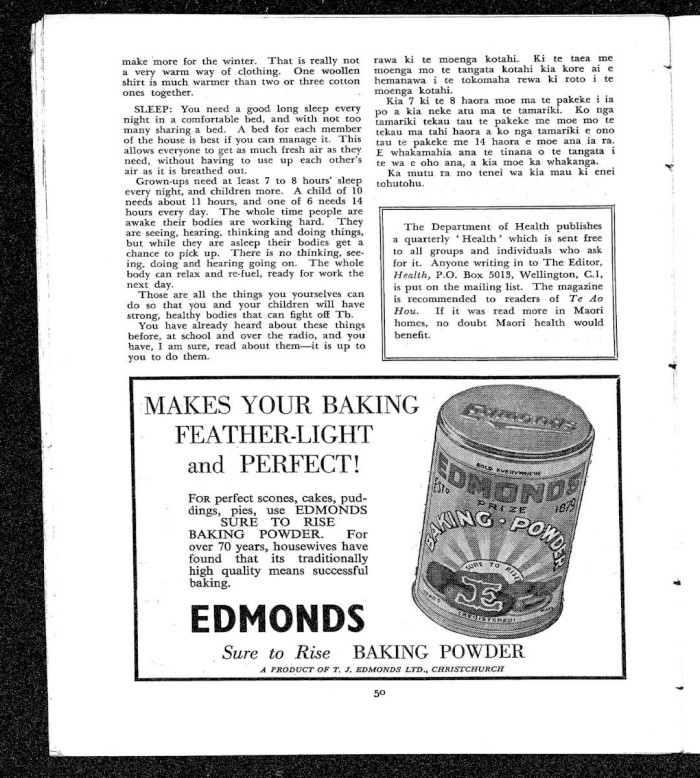 make more for the winter. That is really not
a very warm way of clothing. One woollen
shirt is much warmer than two or three cotton
ones together.
SLEEP: You need a good long sleep every
night in a comfortable bed, and with not too
many sharing a bed. A bed for each member
of the house is best if you can manage it. This
allows everyone to get as much fresh air as they
need, without having to use up each other's
air as it is breathed out.
Grown-ups need at least 7 to 8 hours' sleep
every night, and children more. A child of 10
needs about 11 hours, and one of 6 needs 14
hours every day. The whole time people are
awake their bodies are working hard. They
are seeing, hearing, thinking and doing things,
but while they are asleep their bodies get a
chance to pick up. There is no thinking, see-
ing, doing and hearing going on. The whole
body can relax and re-fuel, ready for work the
next day.
Those are all the things you yourselves can
do so that you and your children will have
strong, healthy bodies that can fight off Tb.
You have already heard about these things
before, at school and over the radio, and you
have, I am sure, read about them—it is up to
you to do them.
rawa ki te moenga kotahi. Ki te taea me
moenga mo te tangata kotahi kia kore ai e
hemanawa i te tokomaha rewa ki roto i te
moenga kotahi.
Kia 7 ki te 8 haora moe ma te pakeke i ia
po a kia neke atu ma te tamariki. Ko nga
tamariki tekau tau te pakeke me moe mo te
tekau ma tahi haora a ko nga tamariki e ono
tau te pakeke me 14 haora e moe ana ia ra.
E whakamahia ana te tinana o te tangata i
te wa e oho ana, a kia moe ka whakanga.
Ka mutu ra mo tenei wa kia mau ki enei
tohutohu.
The Department of Health publishes
a quarterly 'Health' which is sent free
to all groups and individuals who ask
for it. Anyone writing in to The Editor,
Health, P.O. Box 5013, Wellington, C.1,
is put on the mailing list. The magazine
is recommended to readers of Te Ao
Hou. If it was read more in Maori
homes, no doubt Maori health would
benefit.
MAKES YOUR BAKING
FEATHER-LIGHT
and PERFECT!
FOR perfect scones, cakes, pud-
dings, pies, use EDMONDS
SURE TO RISE
BAKING POWDER. For
over 70 years, housewives have
found that its traditionally
high quality means successful
baking.
EDMONDS
Sure to Rise BAKING POWDER
A PRODUCT OF T. J. EDMONDS LTD., CHRISTCHURCH
Edmonds
SOLD EVERYWHERE
EDMONDS
ESTD PRIZE 1879
BAKING · POWDER
SURE TO RISE
E
(REGISTERED)
50